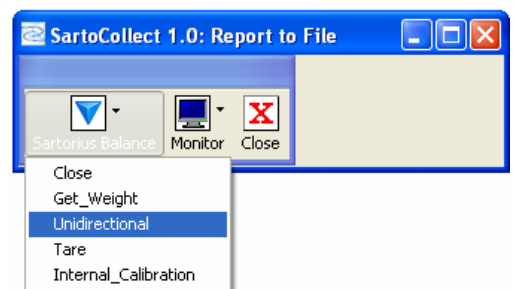 SartoCollect 1.0: Report to File
Sartorius Balance Monitor Close
Close
Get_Weight
Unidirectional
Tare
Internal_Calibration